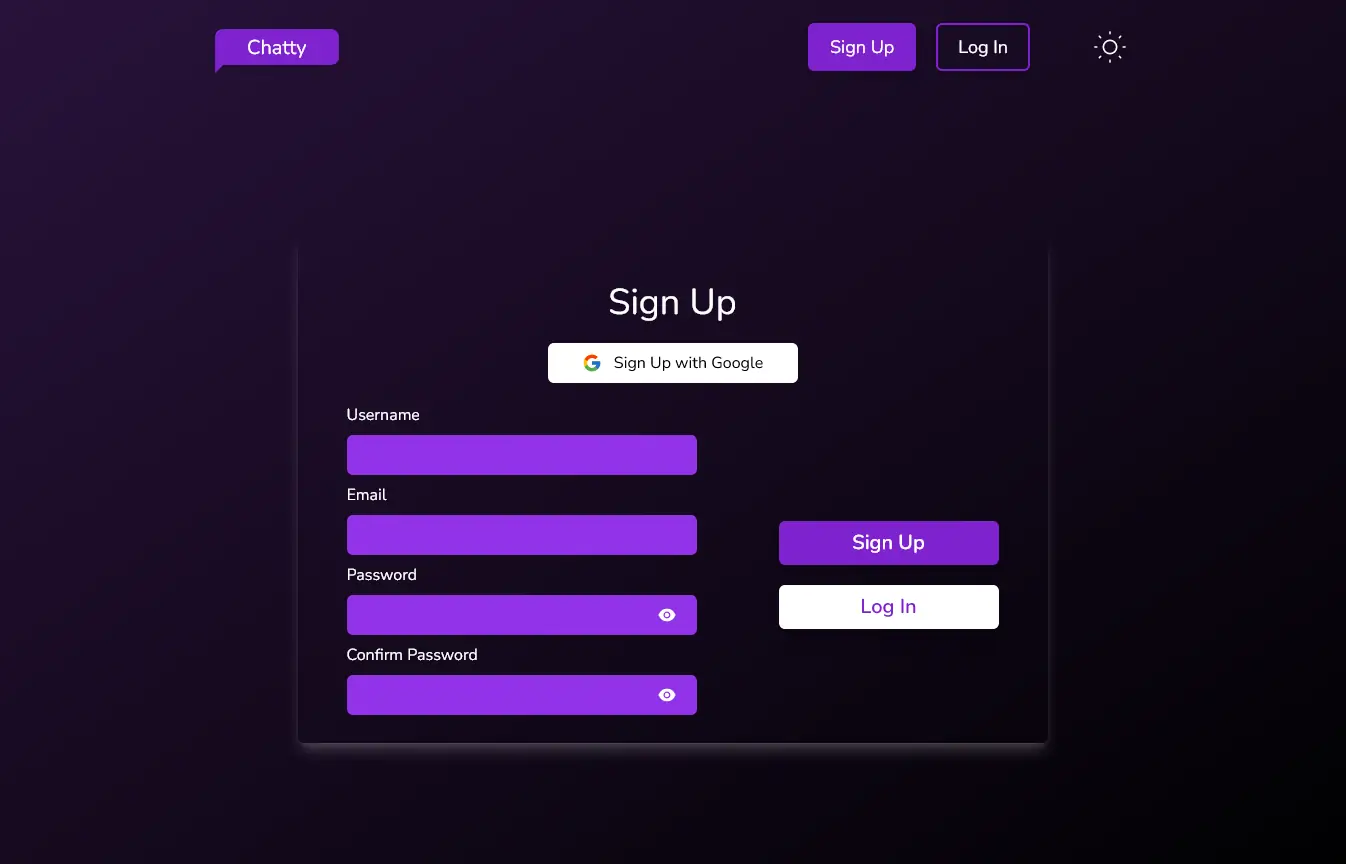 Chatty
Sign Up
Log In
Sign Up
Sign Up with Google
Username
Email
Password
Confirm Password
Sign Up
Log In